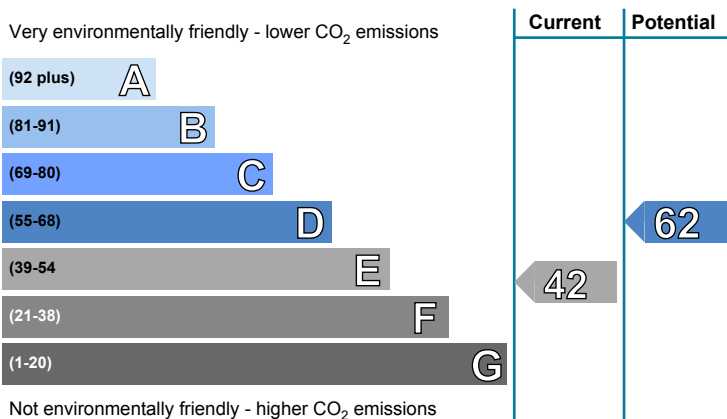 Very environmentally friendly - lower CO₂ emissions
Current
Potential
(92 plus) A
(81-91) B
(69-80) C
(55-68) D
62
(39-54 E
42
(21-38) F
(1-20) G
Not environmentally friendly - higher CO₂ emissions